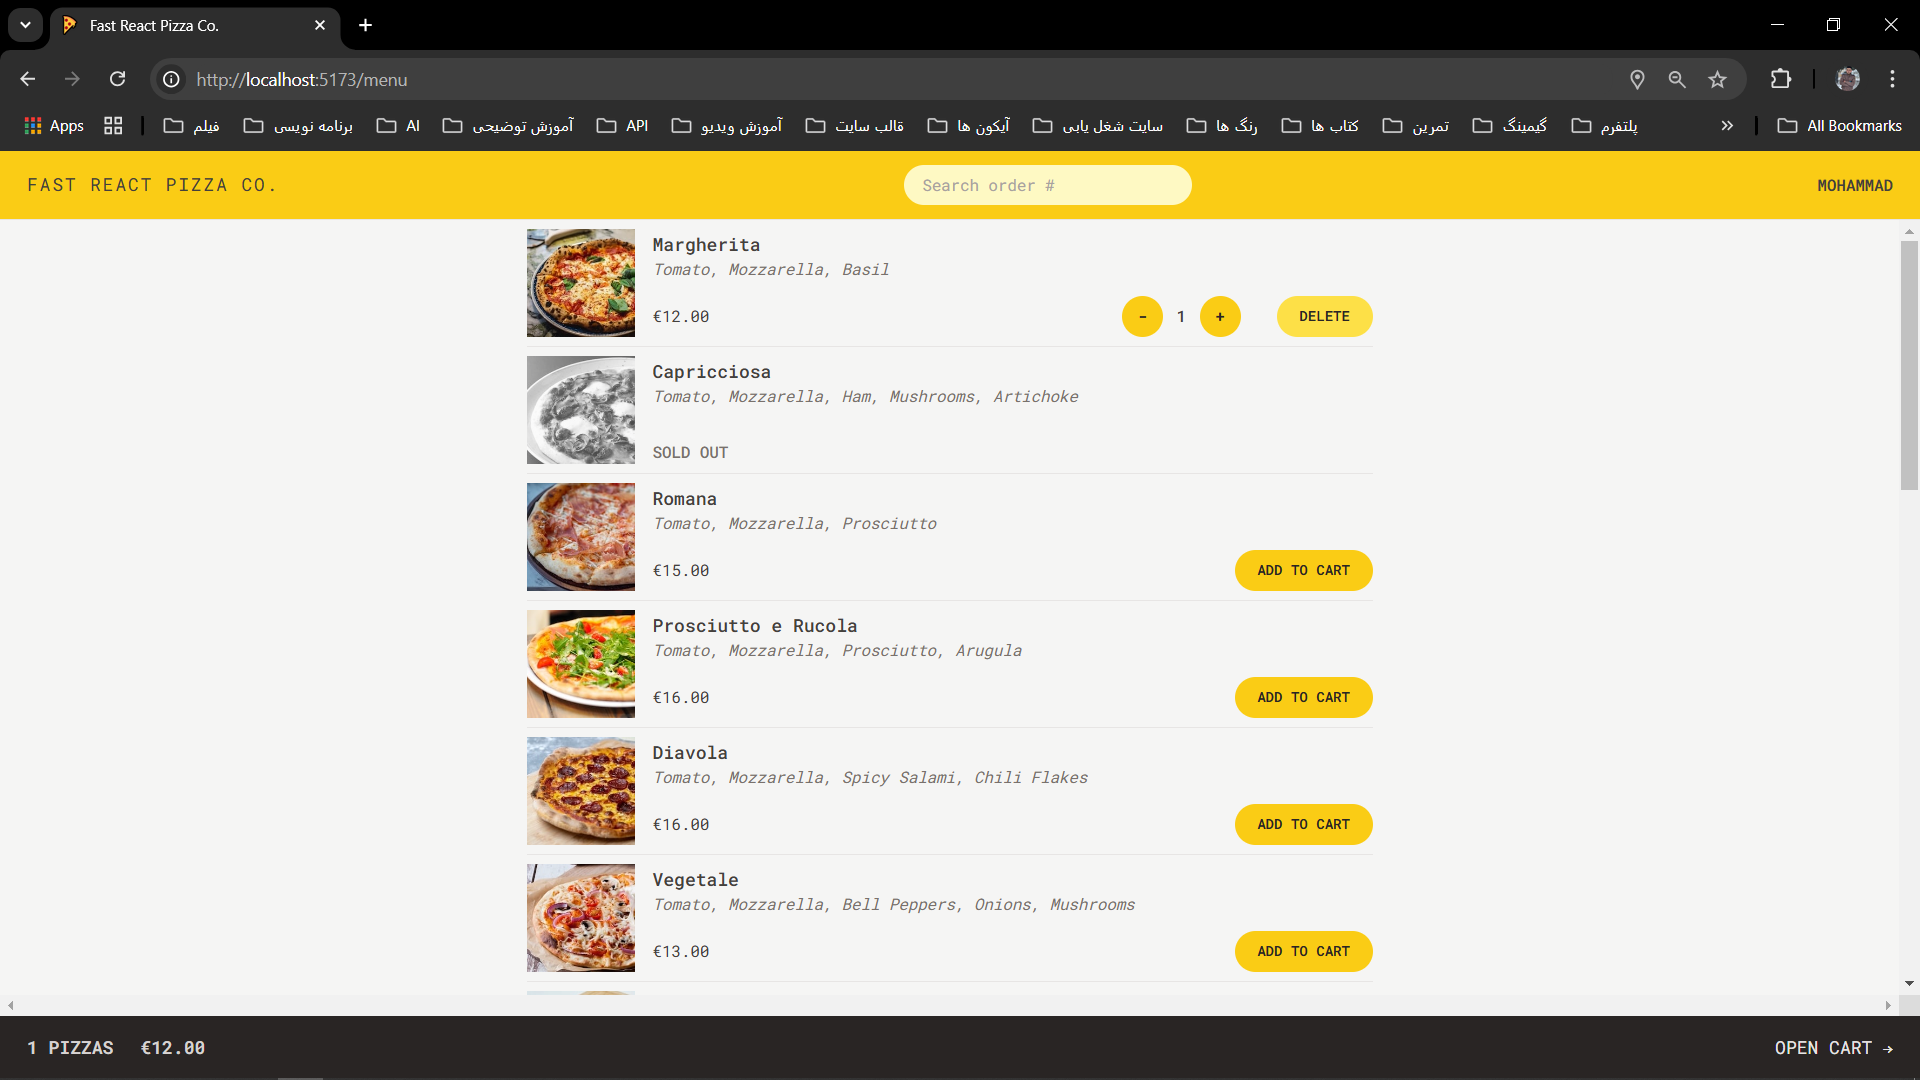 Fast React Pizza Co.
http://localhost:5173/menu
Apps فیلم برنامه نویسی AI آموزش توضیحی API آموزش ویدیو قالب سایت آیکون ها سایت شغل یابی رنگ ها کتاب ها تمرین گیمینگ پلتفرم » All Bookmarks
FAST REACT PIZZA CO. Search order # MOHAMMAD
Margherita
Tomato, Mozzarella, Basil
€12.00 - 1 + DELETE
Capricciosa
Tomato, Mozzarella, Ham, Mushrooms, Artichoke
SOLD OUT
Romana
Tomato, Mozzarella, Prosciutto
€15.00 ADD TO CART
Prosciutto e Rucola
Tomato, Mozzarella, Prosciutto, Arugula
€16.00 ADD TO CART
Diavola
Tomato, Mozzarella, Spicy Salami, Chili Flakes
€16.00 ADD TO CART
Vegetale
Tomato, Mozzarella, Bell Peppers, Onions, Mushrooms
€13.00 ADD TO CART
1 PIZZAS €12.00 OPEN CART →